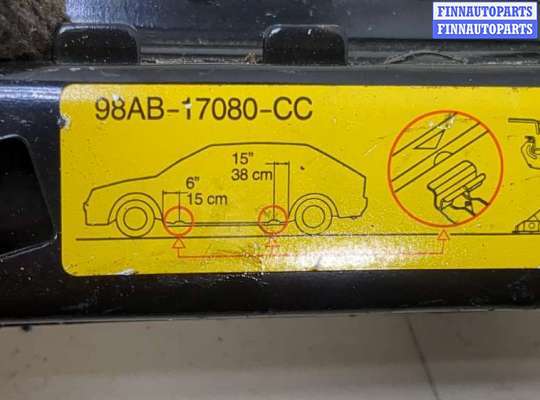 FINNAUTOPARTS
FINNAUTOPARTS
98AB-17080-CC
15"
38 cm
6"
15 cm